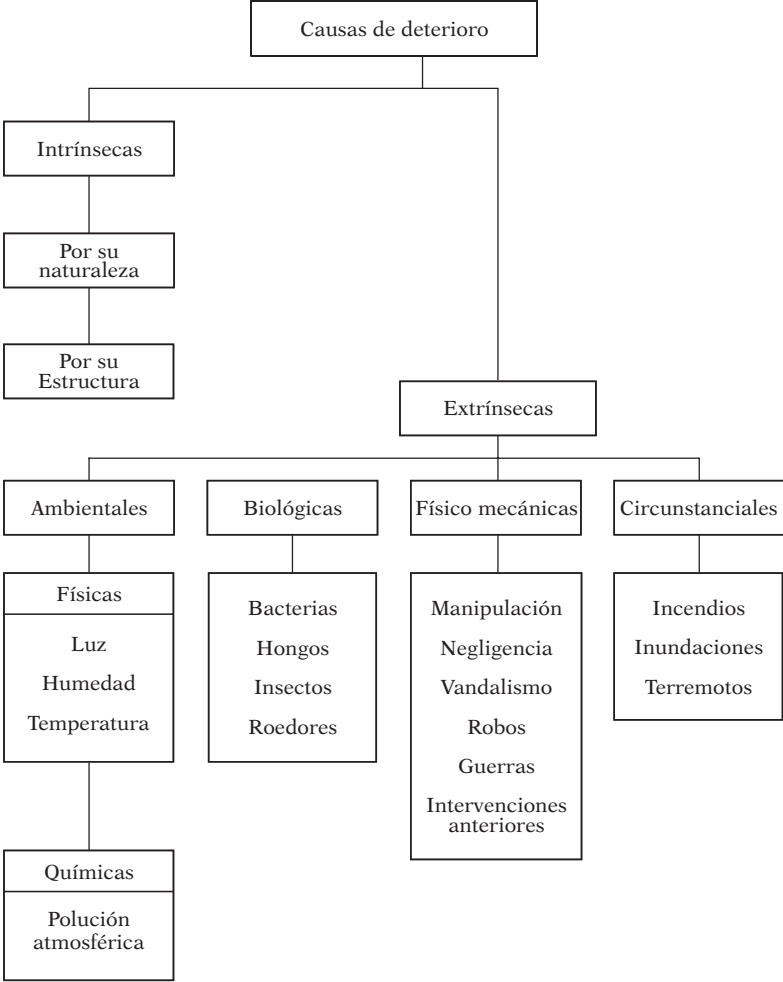 Causas de deterioro
Intrínsecas
Por su
naturaleza
Por su
Estructura
Extrínsecas
Ambientales
Biológicas
Físico mecánicas
Circunstanciales
Físicas
Luz
Humedad
Temperatura
Bacterias
Hongos
Insectos
Roedores
Manipulación
Negligencia
Vandalismo
Robos
Guerras
Intervenciones
anteriores
Incendios
Inundaciones
Terremotos
Químicas
Polución
atmosférica